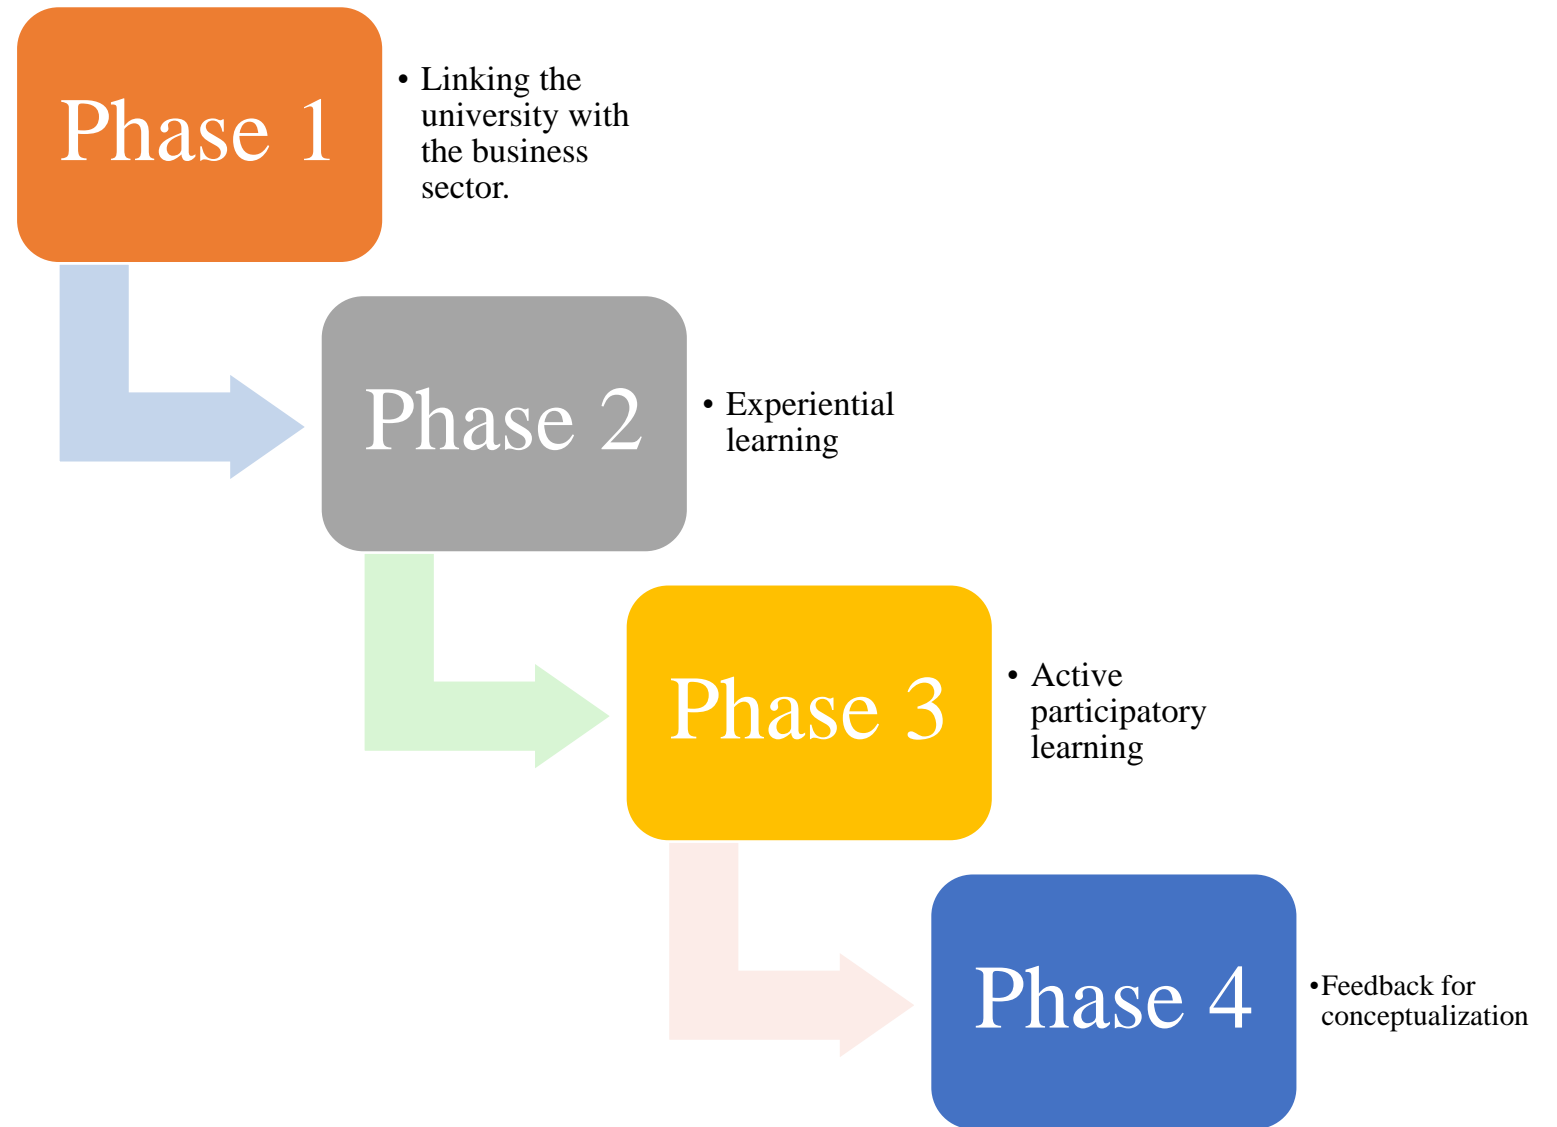 Phase 1
• Linking the
university with
the business
sector.
Phase 2
• Experiential
learning
Phase 3
• Active
participatory
learning
Phase 4
•Feedback for
conceptualization